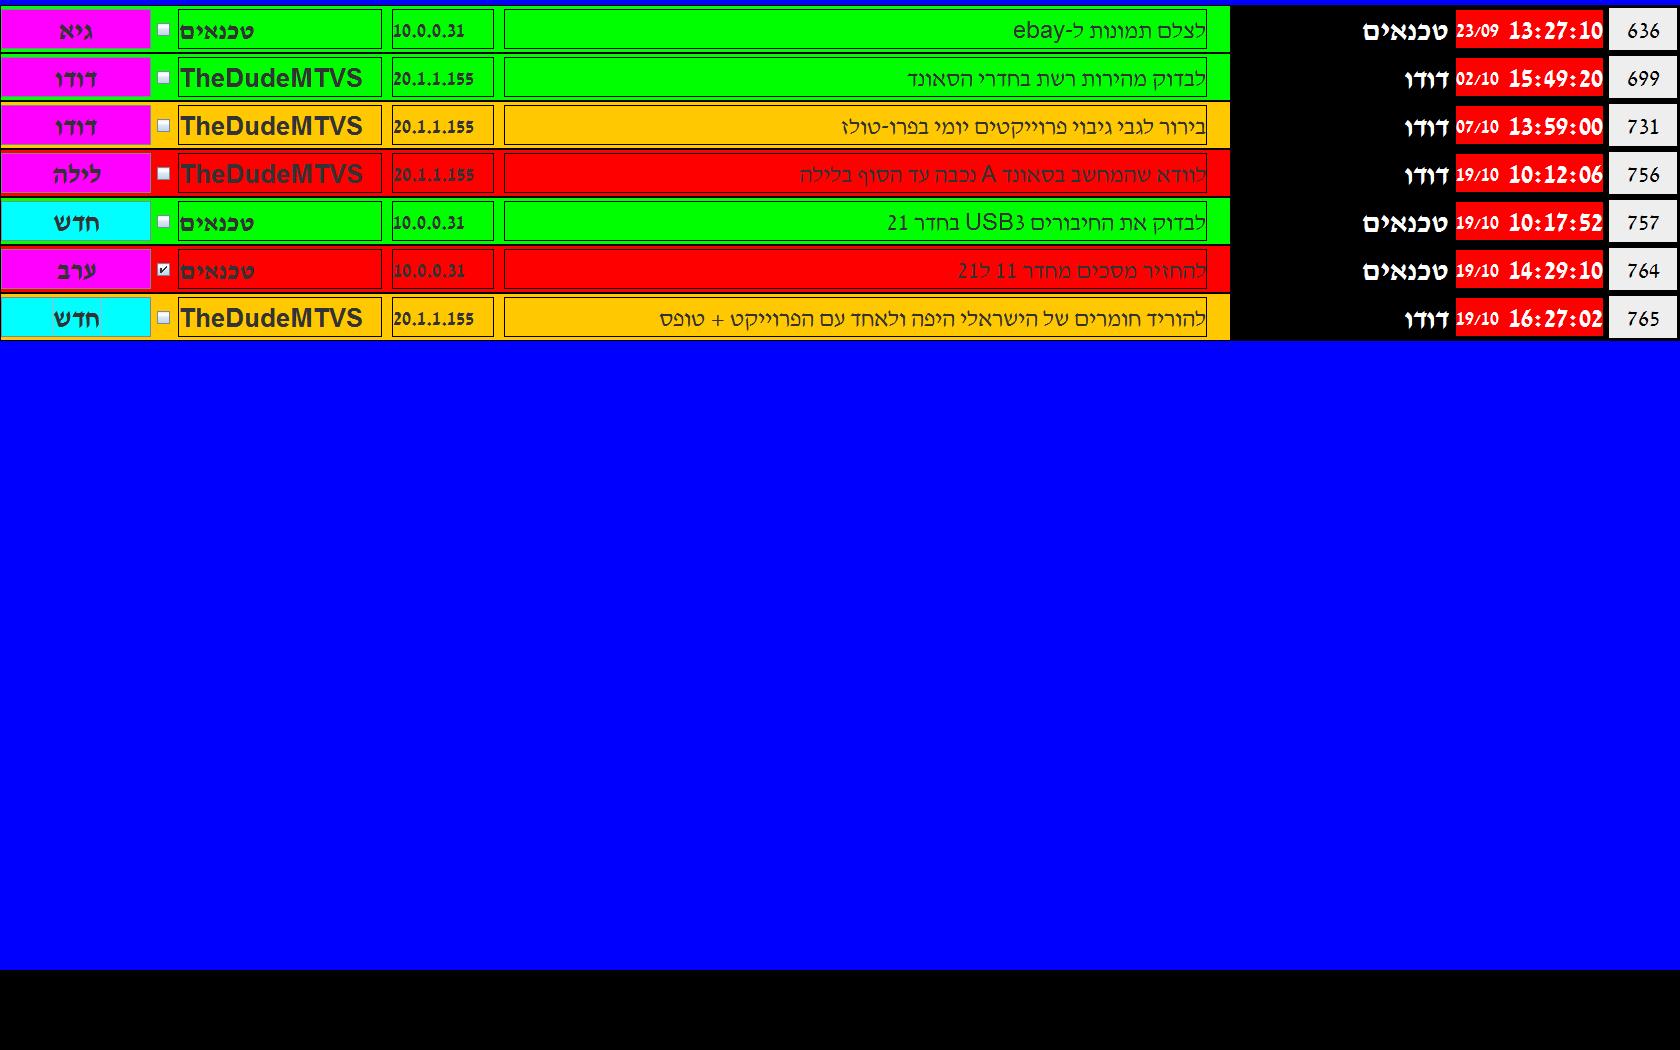 636 23/09 13:27:10 טכנאים לצלם תמונות ל-ebay 10.0.0.31 טכנאים גיא
699 02/10 15:49:20 דודו לבדוק מהירות רשת בחדרי הסאונד 20.1.1.155 TheDudeMTVS דודו
731 07/10 13:59:00 דודו בירור לגבי גיבוי פרוייקטים יומי בפרו-טולז 20.1.1.155 TheDudeMTVS דודו
756 19/10 10:12:06 דודו לוודא שהמחשב בסאונד A נכבה עד הסוף בלילה 20.1.1.155 TheDudeMTVS לילה
757 19/10 10:17:52 טכנאים לבדוק את החיבורים USB3 בחדר 21 10.0.0.31 טכנאים חדש
764 19/10 14:29:10 טכנאים להחזיר מסכים מחדר 11 ל21 10.0.0.31 טכנאים ערב
765 19/10 16:27:02 דודו להוריד חומרים של הישראלי היפה ולאחד עם הפרוייקט + טופס 20.1.1.155 TheDudeMTVS חדש